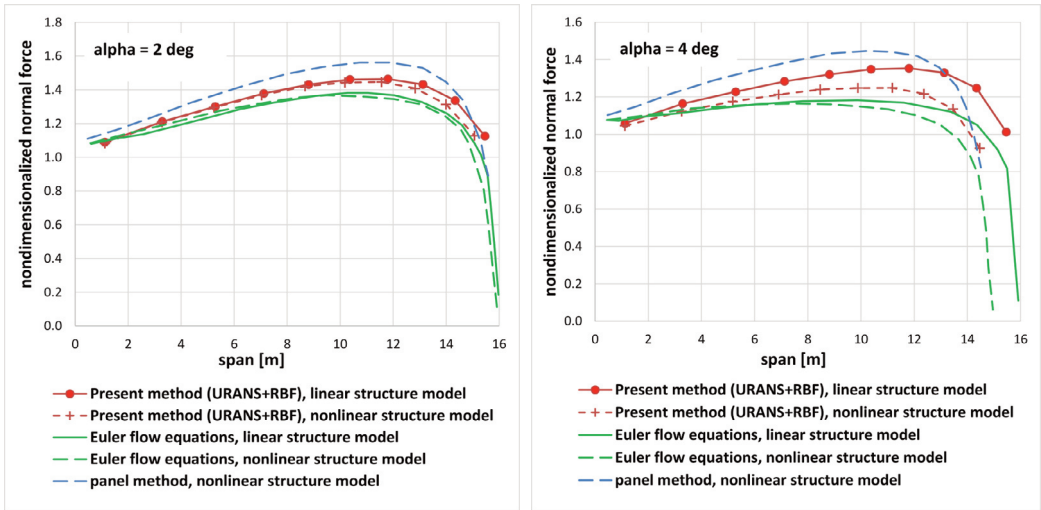 alpha = 2 deg
nondimensionalized normal force
1.8
1.6
1.4
1.2
1.0
0.8
0.6
0.4
0.2
0.0
0 2 4 6 8 10 12 14 16
span [m]
Present method (URANS+RBF), linear structure model
Present method (URANS+RBF), nonlinear structure model
Euler flow equations, linear structure model
Euler flow equations, nonlinear structure model
panel method, nonlinear structure model
alpha = 4 deg
nondimensionalized normal force
1.6
1.4
1.2
1.0
0.8
0.6
0.4
0.2
0.0
0 2 4 6 8 10 12 14 16
span [m]
Present method (URANS+RBF), linear structure model
Present method (URANS+RBF), nonlinear structure model
Euler flow equations, linear structure model
Euler flow equations, nonlinear structure model
panel method, nonlinear structure model